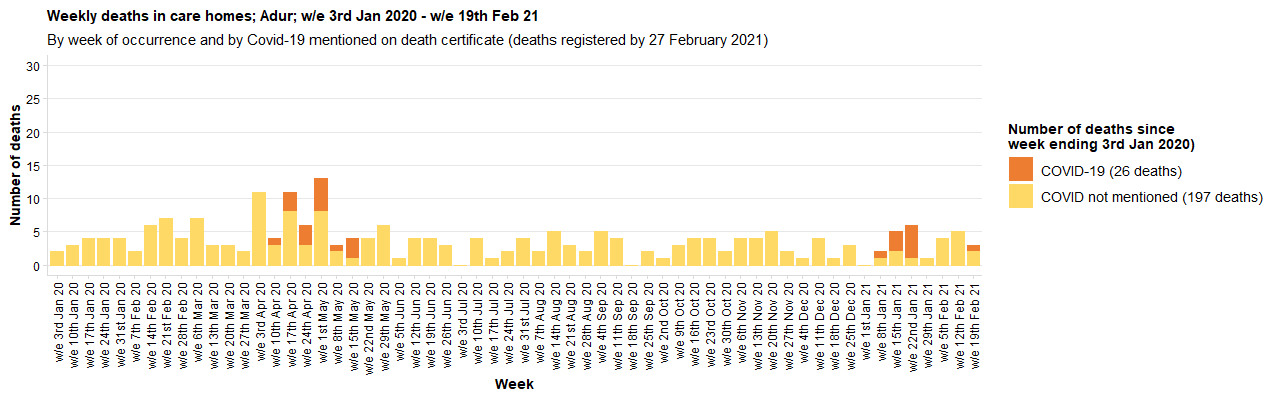 Weekly deaths in care homes; Adur; w/e 3rd Jan 2020 - w/e 19th Feb 21
By week of occurrence and by Covid-19 mentioned on death certificate (deaths registered by 27 February 2021)
Number of deaths
30
25
20
15
10
5
0
w/e 3rd Jan 20
w/e 10th Jan 20
w/e 17th Jan 20
w/e 24th Jan 20
w/e 31st Jan 20
w/e 7th Feb 20
w/e 14th Feb 20
w/e 21st Feb 20
w/e 28th Feb 20
w/e 6th Mar 20
w/e 13th Mar 20
w/e 20th Mar 20
w/e 27th Mar 20
w/e 3rd Apr 20
w/e 10th Apr 20
w/e 17th Apr 20
w/e 24th Apr 20
w/e 1st May 20
w/e 8th May 20
w/e 15th May 20
w/e 22nd May 20
w/e 29th May 20
w/e 5th Jun 20
w/e 12th Jun 20
w/e 19th Jun 20
w/e 26th Jun 20
w/e 3rd Jul 20
w/e 10th Jul 20
w/e 17th Jul 20
w/e 24th Jul 20
w/e 31st Jul 20
w/e 7th Aug 20
w/e 14th Aug 20
w/e 21st Aug 20
w/e 28th Aug 20
w/e 4th Sep 20
w/e 11th Sep 20
w/e 18th Sep 20
w/e 25th Sep 20
w/e 2nd Oct 20
w/e 9th Oct 20
w/e 16th Oct 20
w/e 23rd Oct 20
w/e 30th Oct 20
w/e 6th Nov 20
w/e 13th Nov 20
w/e 20th Nov 20
w/e 27th Nov 20
w/e 4th Dec 20
w/e 11th Dec 20
w/e 18th Dec 20
w/e 25th Dec 20
w/e 1st Jan 21
w/e 8th Jan 21
w/e 15th Jan 21
w/e 22nd Jan 21
w/e 29th Jan 21
w/e 5th Feb 21
w/e 12th Feb 21
w/e 19th Feb 21
Week
Number of deaths since
week ending 3rd Jan 2020)
COVID-19 (26 deaths)
COVID not mentioned (197 deaths)